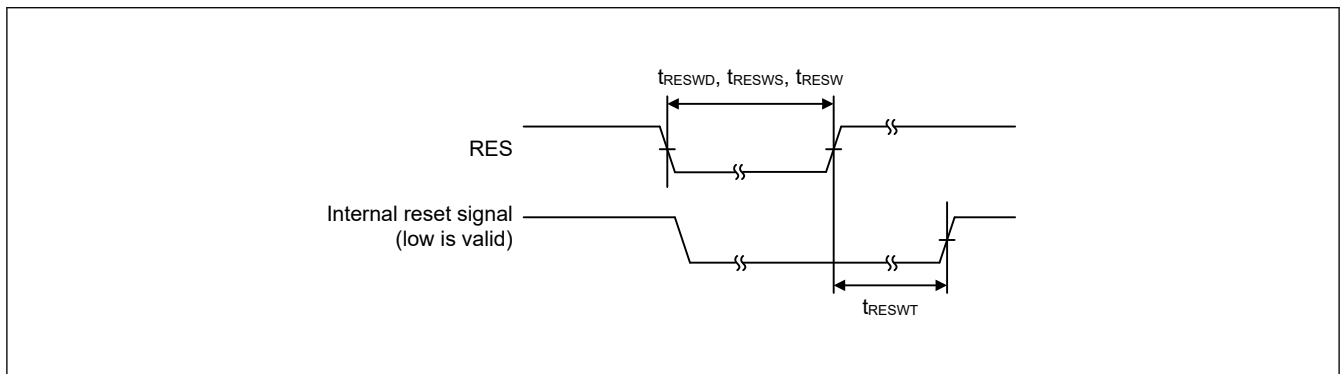 tRESWD, tRESWS, tRESW
RES
Internal reset signal
(low is valid)
tRESWT